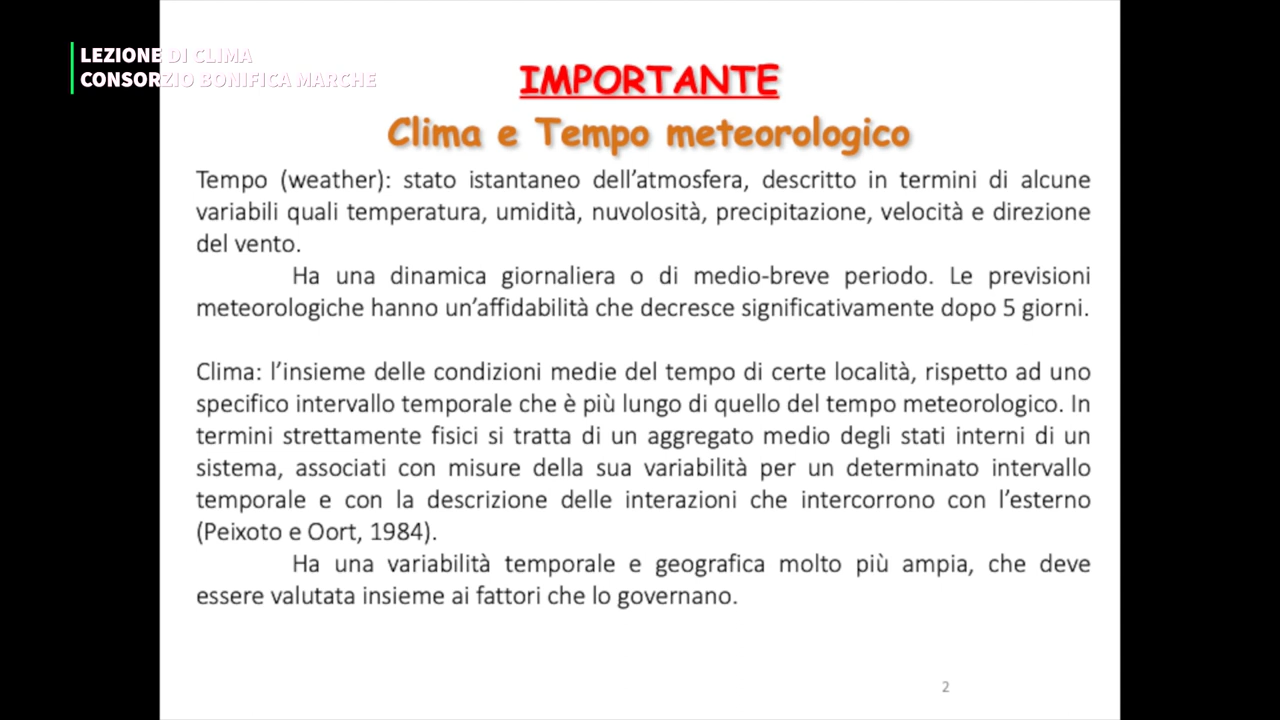 LEZIONE DI CLIMA
CONSORZIO BONIFICA MARCHE
IMPORTANTE
Clima e Tempo meteorologico
Tempo (weather): stato istantaneo dell’atmosfera, descritto in termini di alcune
variabili quali temperatura, umidità, nuvolosità, precipitazione, velocità e direzione
del vento.
Ha una dinamica giornaliera o di medio-breve periodo. Le previsioni
meteorologiche hanno un’affidabilità che decresce significativamente dopo 5 giorni.
Clima: l’insieme delle condizioni medie del tempo di certe località, rispetto ad uno
specifico intervallo temporale che è più lungo di quello del tempo meteorologico. In
termini strettamente fisici si tratta di un aggregato medio degli stati interni di un
sistema, associati con misure della sua variabilità per un determinato intervallo
temporale e con la descrizione delle interazioni che intercorrono con l’esterno
(Peixoto e Oort, 1984).
Ha una variabilità temporale e geografica molto più ampia, che deve
essere valutata insieme ai fattori che lo governano.
2